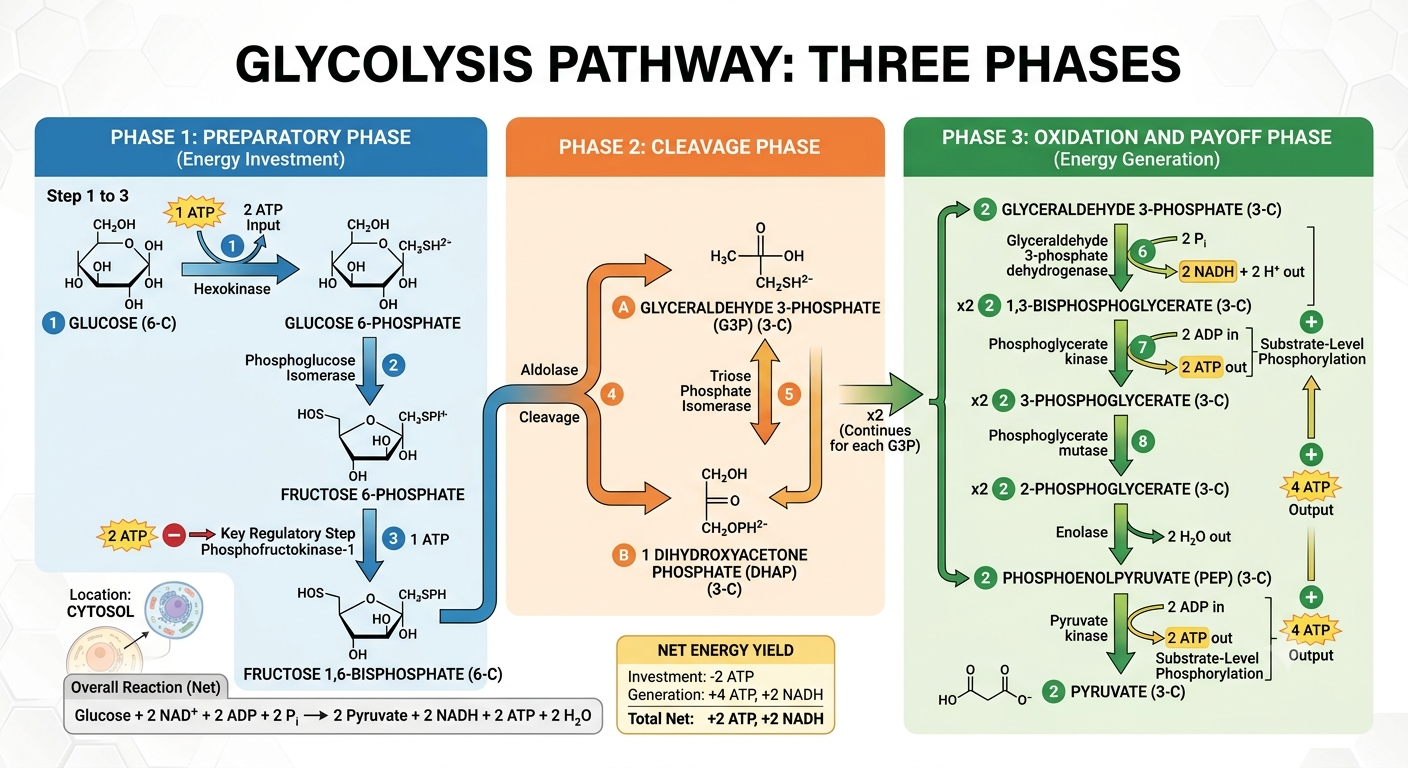 GLYCOLYSIS PATHWAY: THREE PHASES
PHASE 1: PREPARATORY PHASE
(Energy Investment)
Step 1 to 3
1 ATP
2 ATP
Input
1
Hexokinase
CH₂OH
O
OH
OH
HO
OH
1 GLUCOSE (6-C)
CH₂OH
O
CH₂SH²⁻
OH
HO
OH
GLUCOSE 6-PHOSPHATE
Phosphoglucose
Isomerase
2
HOS
O
CH₂SPH⁺
HO
OH
OH
FRUCTOSE 6-PHOSPHATE
2 ATP
−
Key Regulatory Step
Phosphofructokinase-1
3 1 ATP
HOS
O
CH₂SPH
HO
OH
OH
FRUCTOSE 1,6-BISPHOSPHATE (6-C)
Location:
CYTOSOL
Overall Reaction (Net)
Glucose + 2 NAD⁺ + 2 ADP + 2 Pᵢ → 2 Pyruvate + 2 NADH + 2 ATP + 2 H₂O
PHASE 2: CLEAVAGE PHASE
Aldolase
4
Cleavage
O
H₃C OH
CH₂SH²⁻
A GLYCERALDEHYDE 3-PHOSPHATE
(G3P) (3-C)
Triose
Phosphate
Isomerase
5
CH₂OH
O
CH₂OPH²⁻
B 1 DIHYDROXYACETONE
PHOSPHATE (DHAP)
(3-C)
x2
(Continues
for each G3P)
NET ENERGY YIELD
Investment: -2 ATP
Generation: +4 ATP, +2 NADH
Total Net: +2 ATP, +2 NADH
PHASE 3: OXIDATION AND PAYOFF PHASE
(Energy Generation)
2 GLYCERALDEHYDE 3-PHOSPHATE (3-C)
Glyceraldehyde
3-phosphate
dehydrogenase
6
2 Pᵢ
2 NADH + 2 H⁺ out
x2 2 1,3-BISPHOSPHOGLYCERATE (3-C)
Phosphoglycerate
kinase
7
2 ADP in
2 ATP out
+
Substrate-Level
Phosphorylation
x2 2 3-PHOSPHOGLYCERATE (3-C)
Phosphoglycerate
mutase
8
+
4 ATP
Output
x2 2 2-PHOSPHOGLYCERATE (3-C)
Enolase
2 H₂O out
2 PHOSPHOENOLPYRUVATE (PEP) (3-C)
Pyruvate
kinase
2 ADP in
2 ATP out
Substrate-Level
Phosphorylation
+
4 ATP
Output
O O
HO O⁻
2 PYRUVATE (3-C)